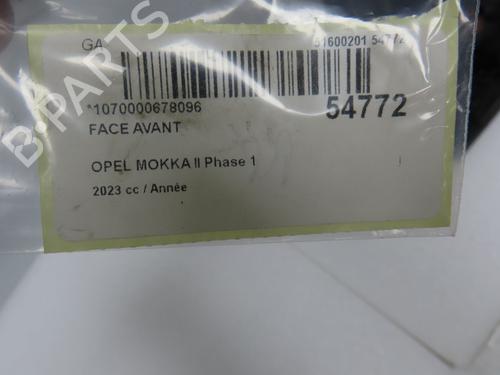 GA 51600201 54772
*1070000678096 54772
FACE AVANT
OPEL MOKKA II Phase 1
2023 cc / Année
B-PARTS